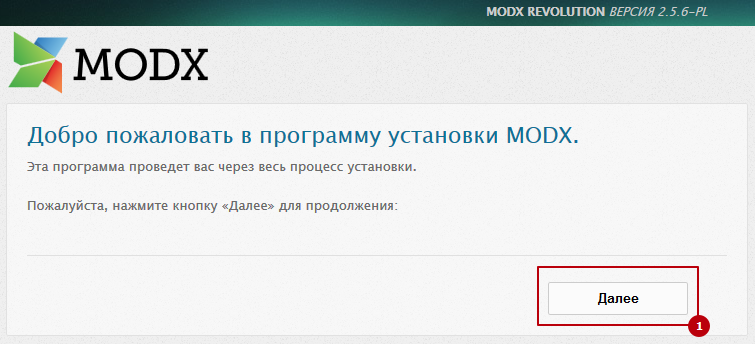 MODX REVOLUTION ВЕРСИЯ 2.5.6-PL
MODX
Добро пожаловать в программу установки MODX.
Эта программа проведет вас через весь процесс установки.
Пожалуйста, нажмите кнопку «Далее» для продолжения:
Далее
1